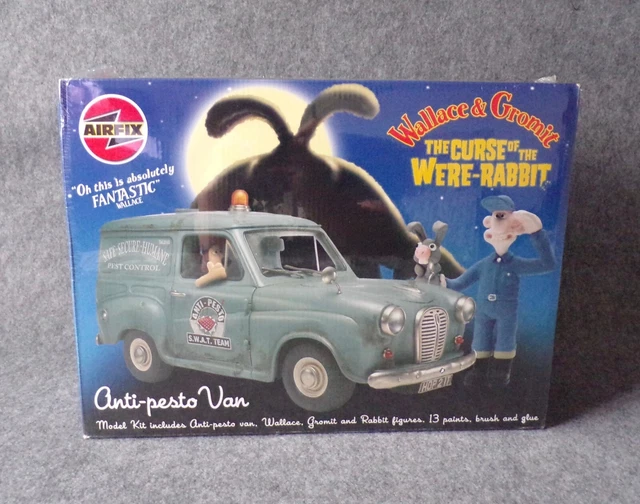 AIRFIX
Wallace & Gromit
THE CURSE OF THE
WERE-RABBIT
"Oh this is absolutely
FANTASTIC"
WALLACE
SAFE-SECURE-HUMANE
PEST CONTROL
ANTI-PESTO
S.W.A.T. TEAM
Anti-pesto Van
Model Kit includes Anti-pesto van, Wallace, Gromit and Rabbit figures, 13 paints, brush and glue